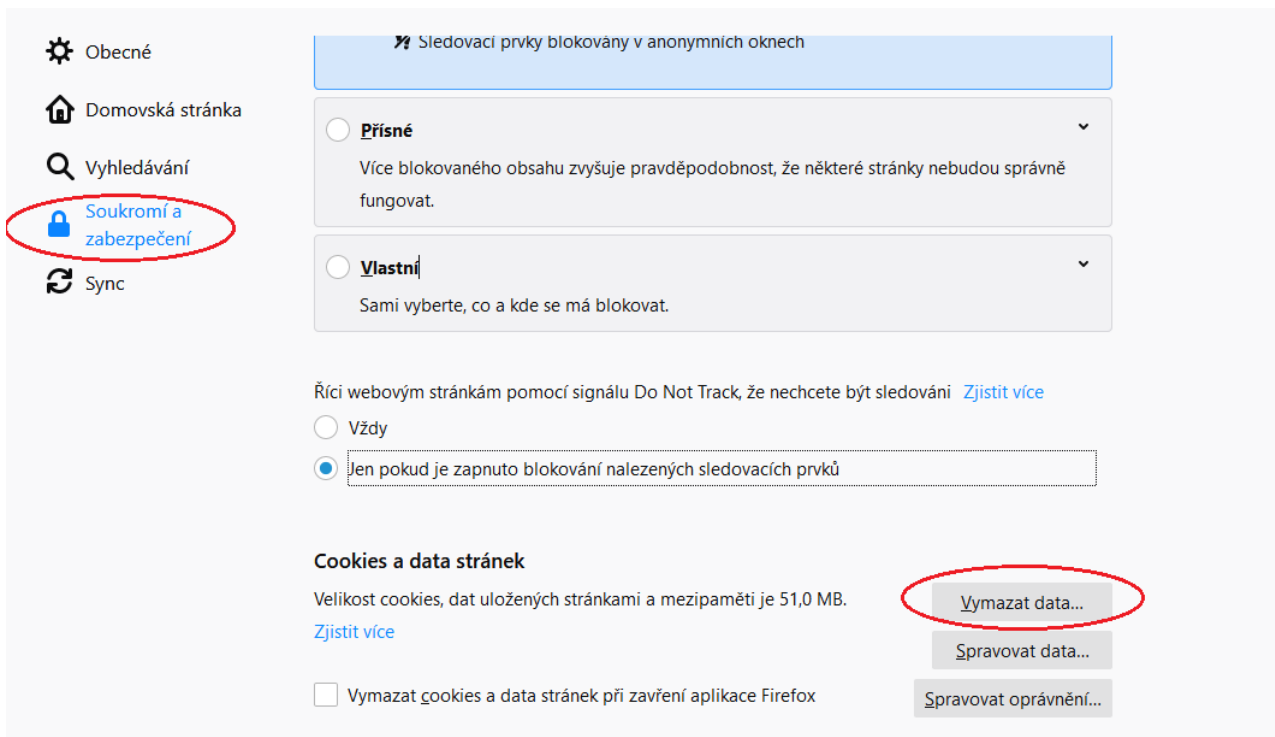 Obecné
Domovská stránka
Vyhledávání
Soukromí a
zabezpečení
Sync
Sledovací prvky blokovány v anonymních oknech
Přísné
Více blokovaného obsahu zvyšuje pravděpodobnost, že některé stránky nebudou správně
fungovat.
Vlastní
Sami vyberte, co a kde se má blokovat.
Říci webovým stránkám pomocí signálu Do Not Track, že nechcete být sledováni Zjistit více
Vždy
Jen pokud je zapnuto blokování nalezených sledovacích prvků
Cookies a data stránek
Velikost cookies, dat uložených stránkami a mezipaměti je 51,0 MB.
Zjistit více
Vymazat data...
Spravovat data...
Vymazat cookies a data stránek při zavření aplikace Firefox
Spravovat oprávnění...